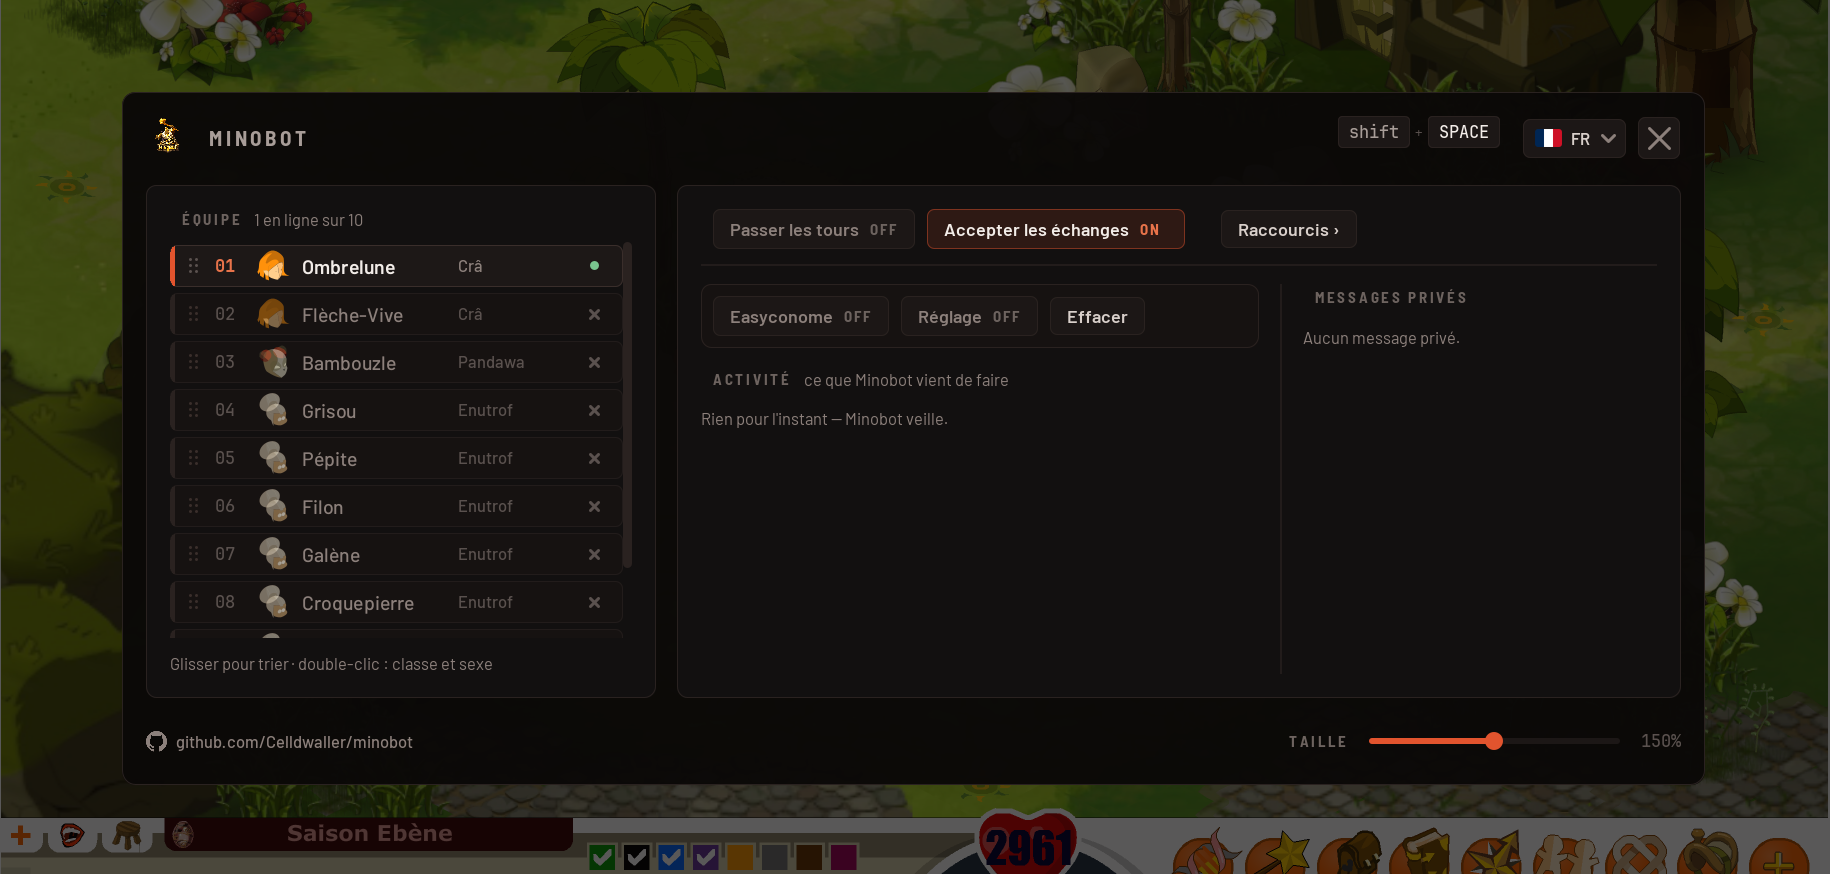 MINOBOT
shift + SPACE
FR
ÉQUIPE 1 en ligne sur 10
01 Ombrelune Crâ
02 Flèche-Vive Crâ
03 Bambouzle Pandawa
04 Grisou Enutrof
05 Pépite Enutrof
06 Filon Enutrof
07 Galène Enutrof
08 Croquepierre Enutrof
Glisser pour trier · double-clic : classe et sexe
Passer les tours OFF
Accepter les échanges ON
Raccourcis ›
Easyconome OFF
Réglage OFF
Effacer
ACTIVITÉ ce que Minobot vient de faire
Rien pour l'instant — Minobot veille.
MESSAGES PRIVÉS
Aucun message privé.
github.com/Celldwaller/minobot
TAILLE 150%
Saison Ebène
2961